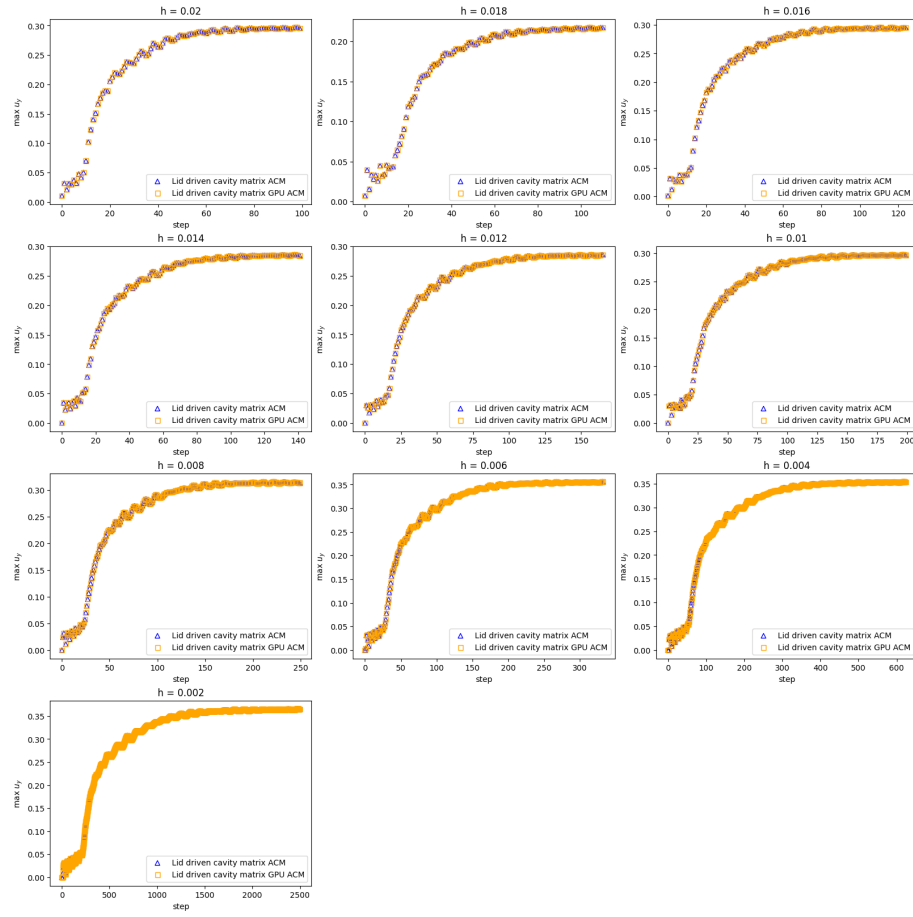 h = 0.02
0.30
0.25
0.20
0.15
0.10
0.05
0.00
max u_y
Lid driven cavity matrix ACM
Lid driven cavity matrix GPU ACM
0 20 40 60 80 100
step
h = 0.018
0.20
0.15
0.10
0.05
0.00
max u_y
Lid driven cavity matrix ACM
Lid driven cavity matrix GPU ACM
0 20 40 60 80 100
step
h = 0.016
0.30
0.25
0.20
0.15
0.10
0.05
0.00
max u_y
Lid driven cavity matrix ACM
Lid driven cavity matrix GPU ACM
0 20 40 60 80 100 120
step
h = 0.014
0.30
0.25
0.20
0.15
0.10
0.05
0.00
max u_y
Lid driven cavity matrix ACM
Lid driven cavity matrix GPU ACM
0 20 40 60 80 100 120 140
step
h = 0.012
0.30
0.25
0.20
0.15
0.10
0.05
0.00
max u_y
Lid driven cavity matrix ACM
Lid driven cavity matrix GPU ACM
0 25 50 75 100 125 150
step
h = 0.01
0.30
0.25
0.20
0.15
0.10
0.05
0.00
max u_y
Lid driven cavity matrix ACM
Lid driven cavity matrix GPU ACM
0 25 50 75 100 125 150 175 200
step
h = 0.008
0.30
0.25
0.20
0.15
0.10
0.05
0.00
max u_y
Lid driven cavity matrix ACM
Lid driven cavity matrix GPU ACM
0 50 100 150 200 250
step
h = 0.006
0.35
0.30
0.25
0.20
0.15
0.10
0.05
0.00
max u_y
Lid driven cavity matrix ACM
Lid driven cavity matrix GPU ACM
0 50 100 150 200 250 300
step
h = 0.004
0.35
0.30
0.25
0.20
0.15
0.10
0.05
0.00
max u_y
Lid driven cavity matrix ACM
Lid driven cavity matrix GPU ACM
0 100 200 300 400 500 600
step
h = 0.002
0.35
0.30
0.25
0.20
0.15
0.10
0.05
0.00
max u_y
Lid driven cavity matrix ACM
Lid driven cavity matrix GPU ACM
0 500 1000 1500 2000 2500
step